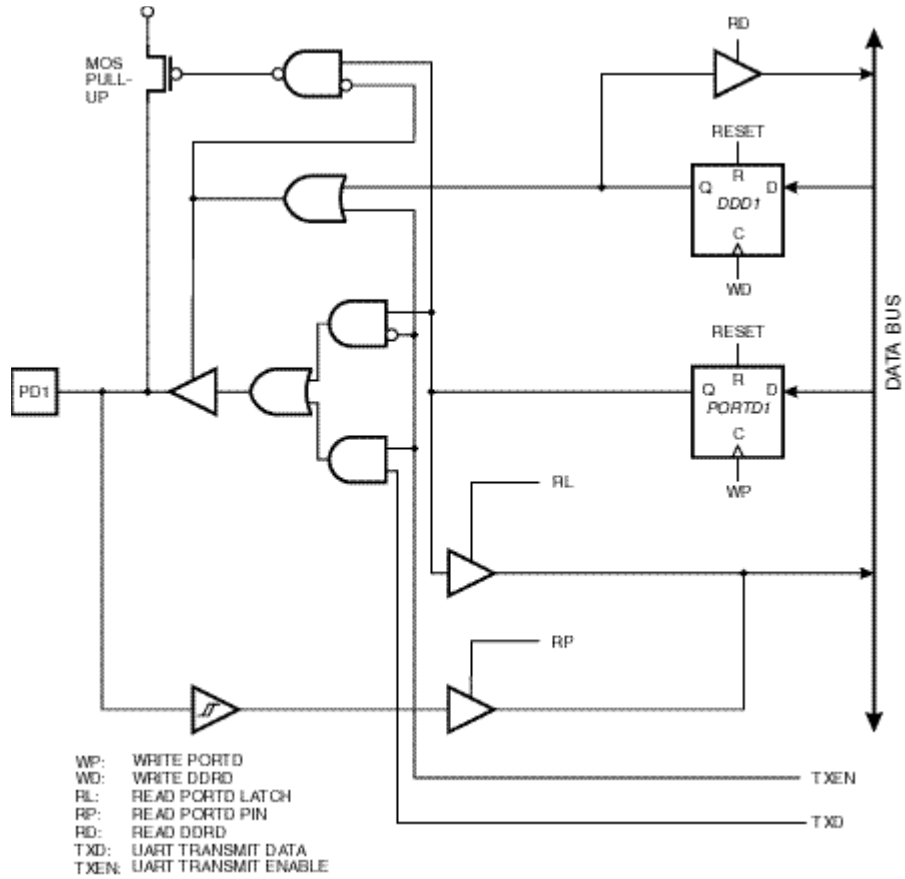 RD
MOS
PULL-
UP
RESET
R
Q
D
DDD1
C
WD
DATA BUS
RESET
R
Q
D
PORTD1
C
WP
PD1
RL
RP
WP: WRITE PORTD
WD: WRITE DDRD
RL: READ PORTD LATCH
RP: READ PORTD PIN
RD: READ DDRD
TXD: UART TRANSMIT DATA
TXEN: UART TRANSMIT ENABLE
TXEN
TXD